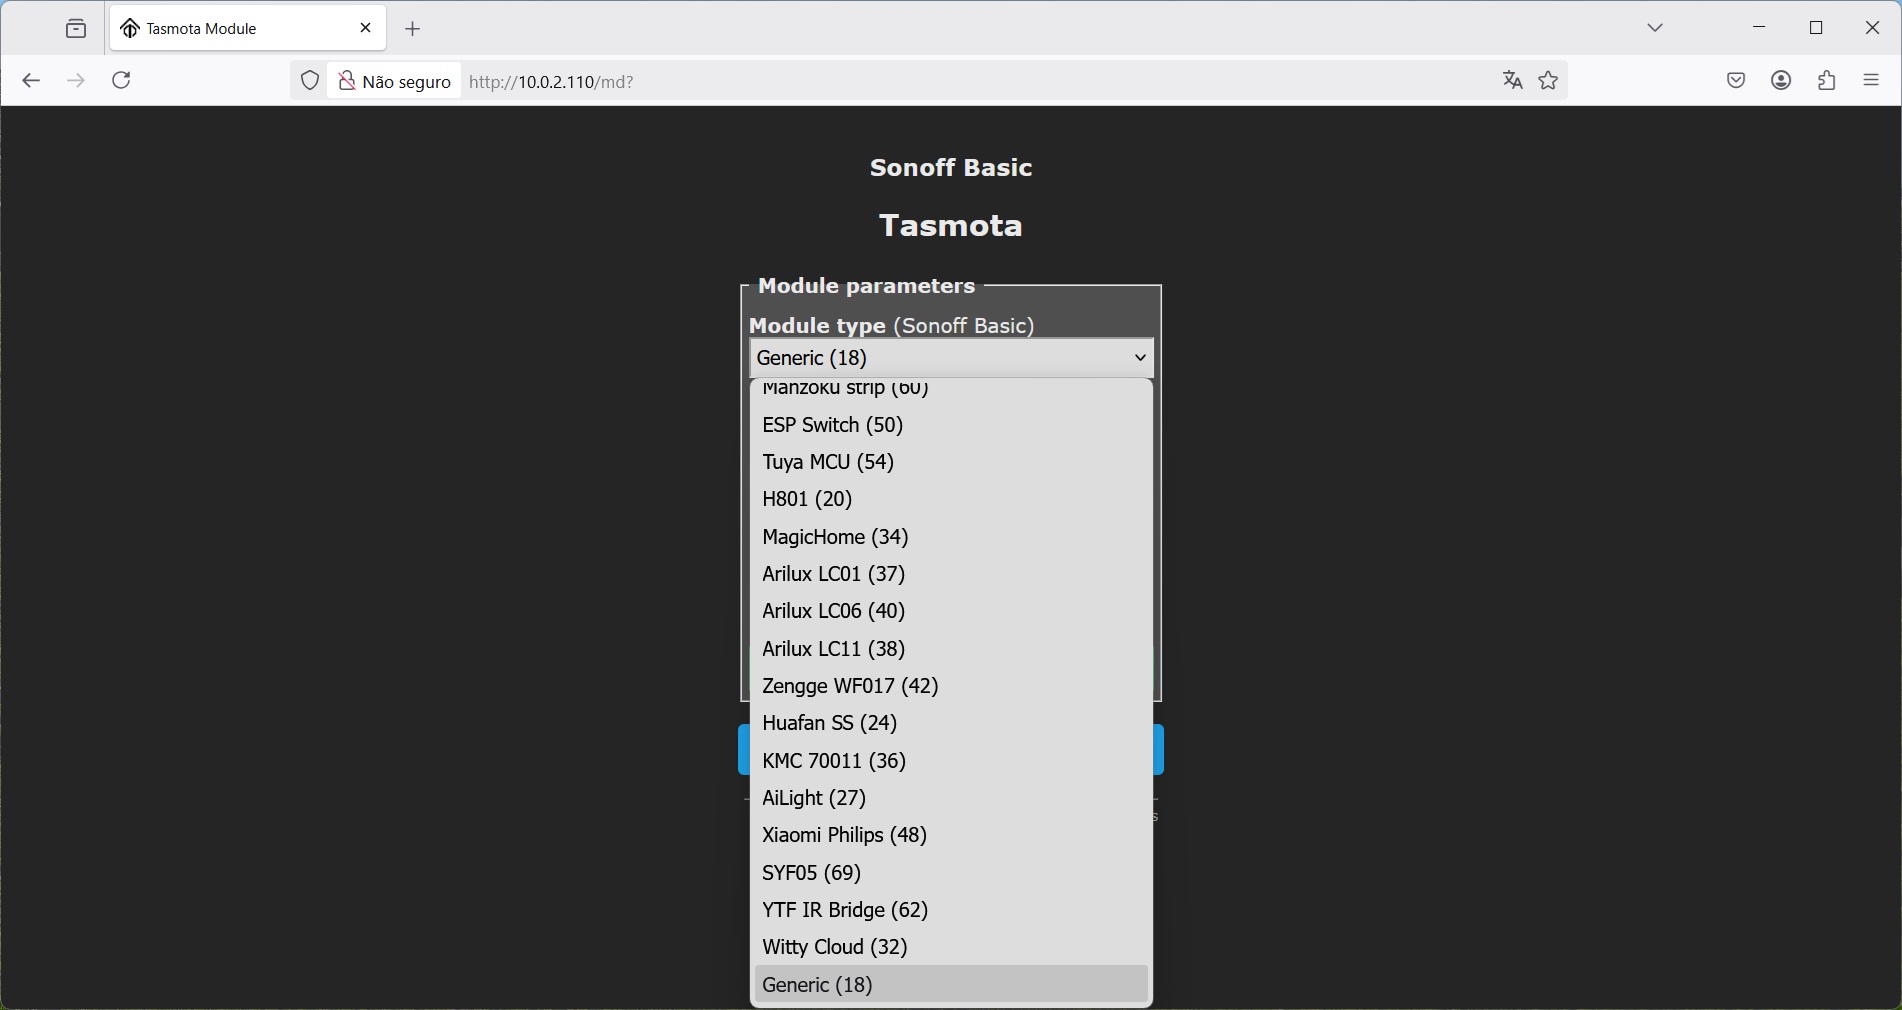 Tasmota Module
Não seguro
http://10.0.2.110/md?
Sonoff Basic
Tasmota
Module parameters
Module type (Sonoff Basic)
Generic (18)
Manzoku strip (60)
ESP Switch (50)
Tuya MCU (54)
H801 (20)
MagicHome (34)
Arilux LC01 (37)
Arilux LC06 (40)
Arilux LC11 (38)
Zengge WF017 (42)
Huafan SS (24)
KMC 70011 (36)
AiLight (27)
Xiaomi Philips (48)
SYF05 (69)
YTF IR Bridge (62)
Witty Cloud (32)
Generic (18)